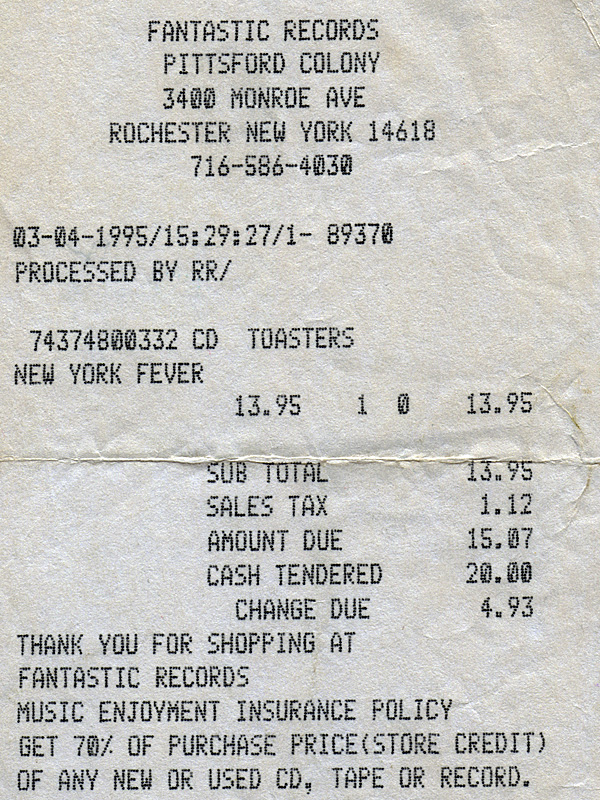 FANTASTIC RECORDS
PITTSFORD COLONY
3400 MONROE AVE
ROCHESTER NEW YORK 14618
716-586-4030
03-04-1995/15:29:27/1- 89370
PROCESSED BY RR/
74374800332 CD TOASTERS
NEW YORK FEVER
13.95 1 0 13.95
SUB TOTAL 13.95
SALES TAX 1.12
AMOUNT DUE 15.07
CASH TENDERED 20.00
CHANGE DUE 4.93
THANK YOU FOR SHOPPING AT
FANTASTIC RECORDS
MUSIC ENJOYMENT INSURANCE POLICY
GET 70% OF PURCHASE PRICE(STORE CREDIT)
OF ANY NEW OR USED CD, TAPE OR RECORD.